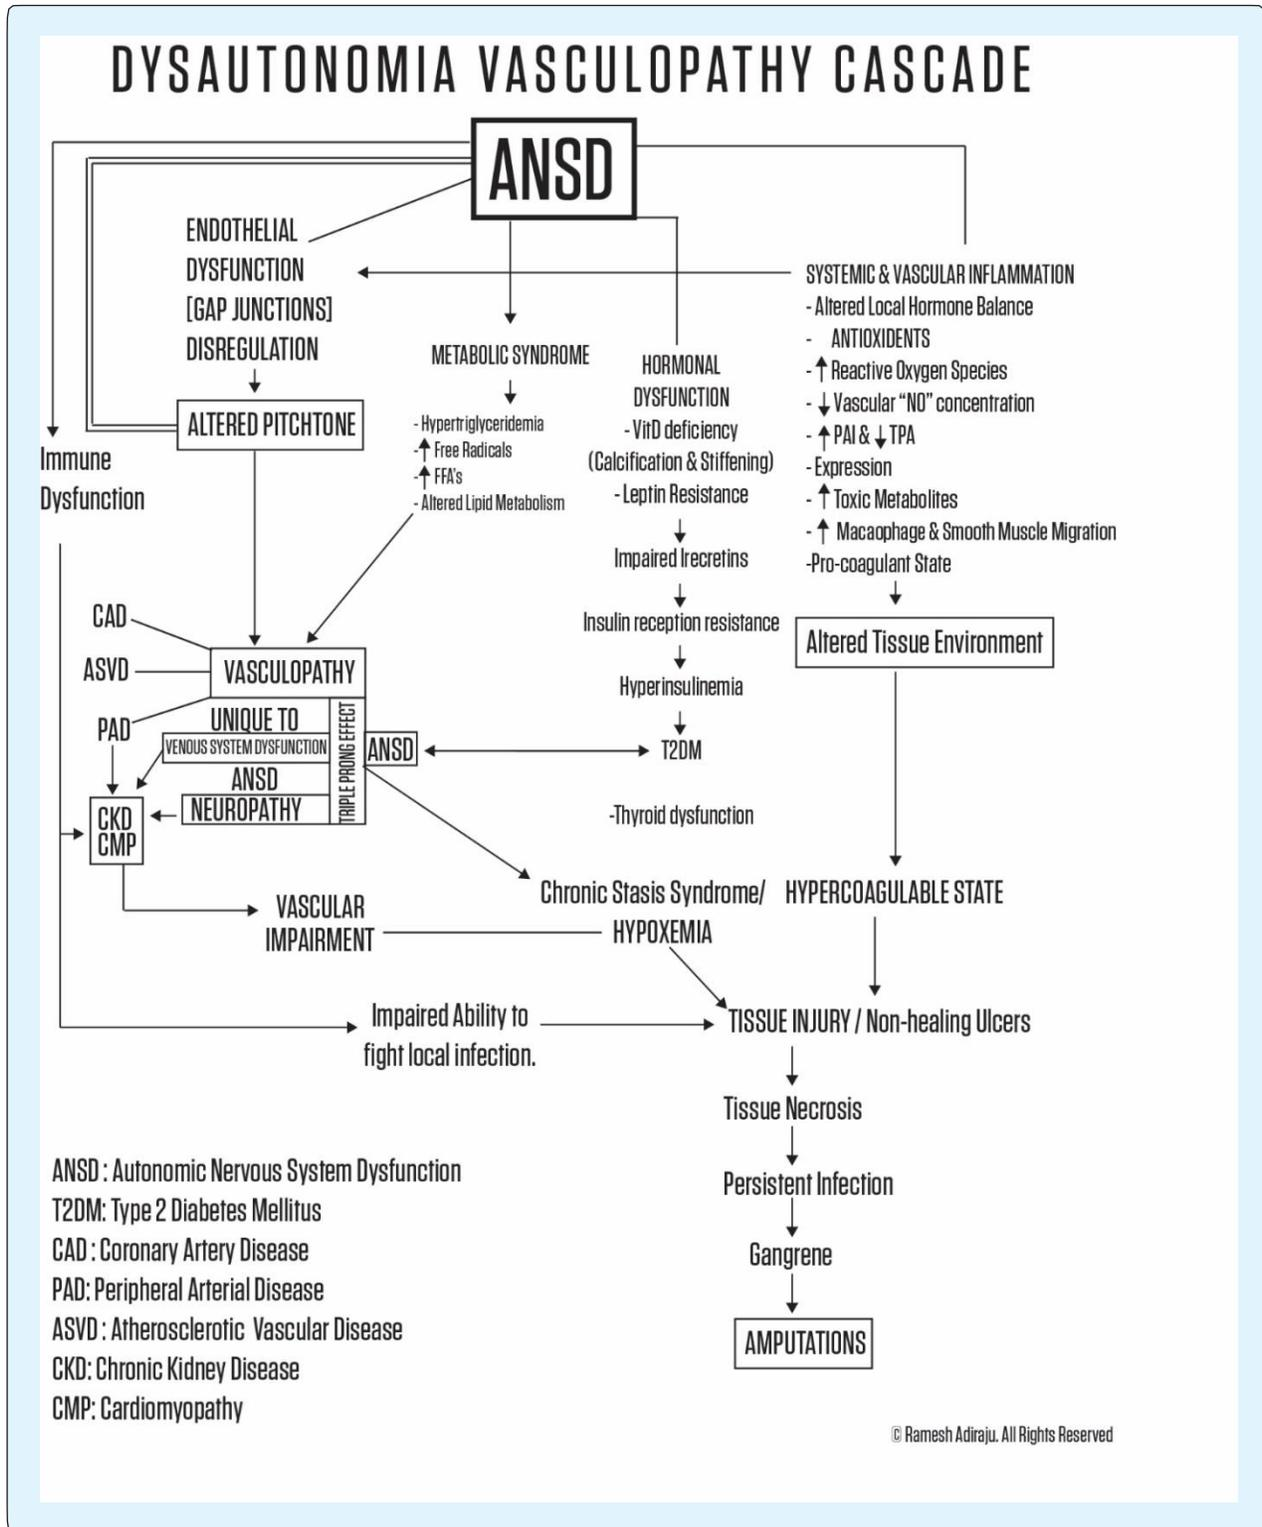 DYSAUTONOMIA VASCULOPATHY CASCADE
ANSD
ENDOTHELIAL
DYSFUNCTION
[GAP JUNCTIONS]
DISREGULATION
ALTERED PITCHTONE
Immune
Dysfunction
METABOLIC SYNDROME
- Hypertriglyceridemia
-↑ Free Radicals
-↑ FFA's
- Altered Lipid Metabolism
HORMONAL
DYSFUNCTION
- VitD deficiency
(Calcification & Stiffening)
- Leptin Resistance
Impaired Irecretins
Insulin reception resistance
Hyperinsulinemia
T2DM
-Thyroid dysfunction
SYSTEMIC & VASCULAR INFLAMMATION
- Altered Local Hormone Balance
- ANTIOXIDENTS
- ↑ Reactive Oxygen Species
- ↓ Vascular “NO” concentration
- ↑ PAI & ↓ TPA
- Expression
- ↑ Toxic Metabolites
- ↑ Macaophage & Smooth Muscle Migration
-Pro-coagulant State
Altered Tissue Environment
CAD
ASVD
PAD
VASCULOPATHY
UNIQUE TO
VENOUS SYSTEM DYSFUNCTION
ANSD
NEUROPATHY
TRIPLE PRONG EFFECT
ANSD
CKD
CMP
VASCULAR
IMPAIRMENT
Chronic Stasis Syndrome/
HYPOXEMIA
HYPERCOAGULABLE STATE
Impaired Ability to
fight local infection.
TISSUE INJURY / Non-healing Ulcers
Tissue Necrosis
Persistent Infection
Gangrene
AMPUTATIONS
ANSD : Autonomic Nervous System Dysfunction
T2DM: Type 2 Diabetes Mellitus
CAD : Coronary Artery Disease
PAD: Peripheral Arterial Disease
ASVD : Atherosclerotic Vascular Disease
CKD: Chronic Kidney Disease
CMP: Cardiomyopathy
© Ramesh Adiraju. All Rights Reserved